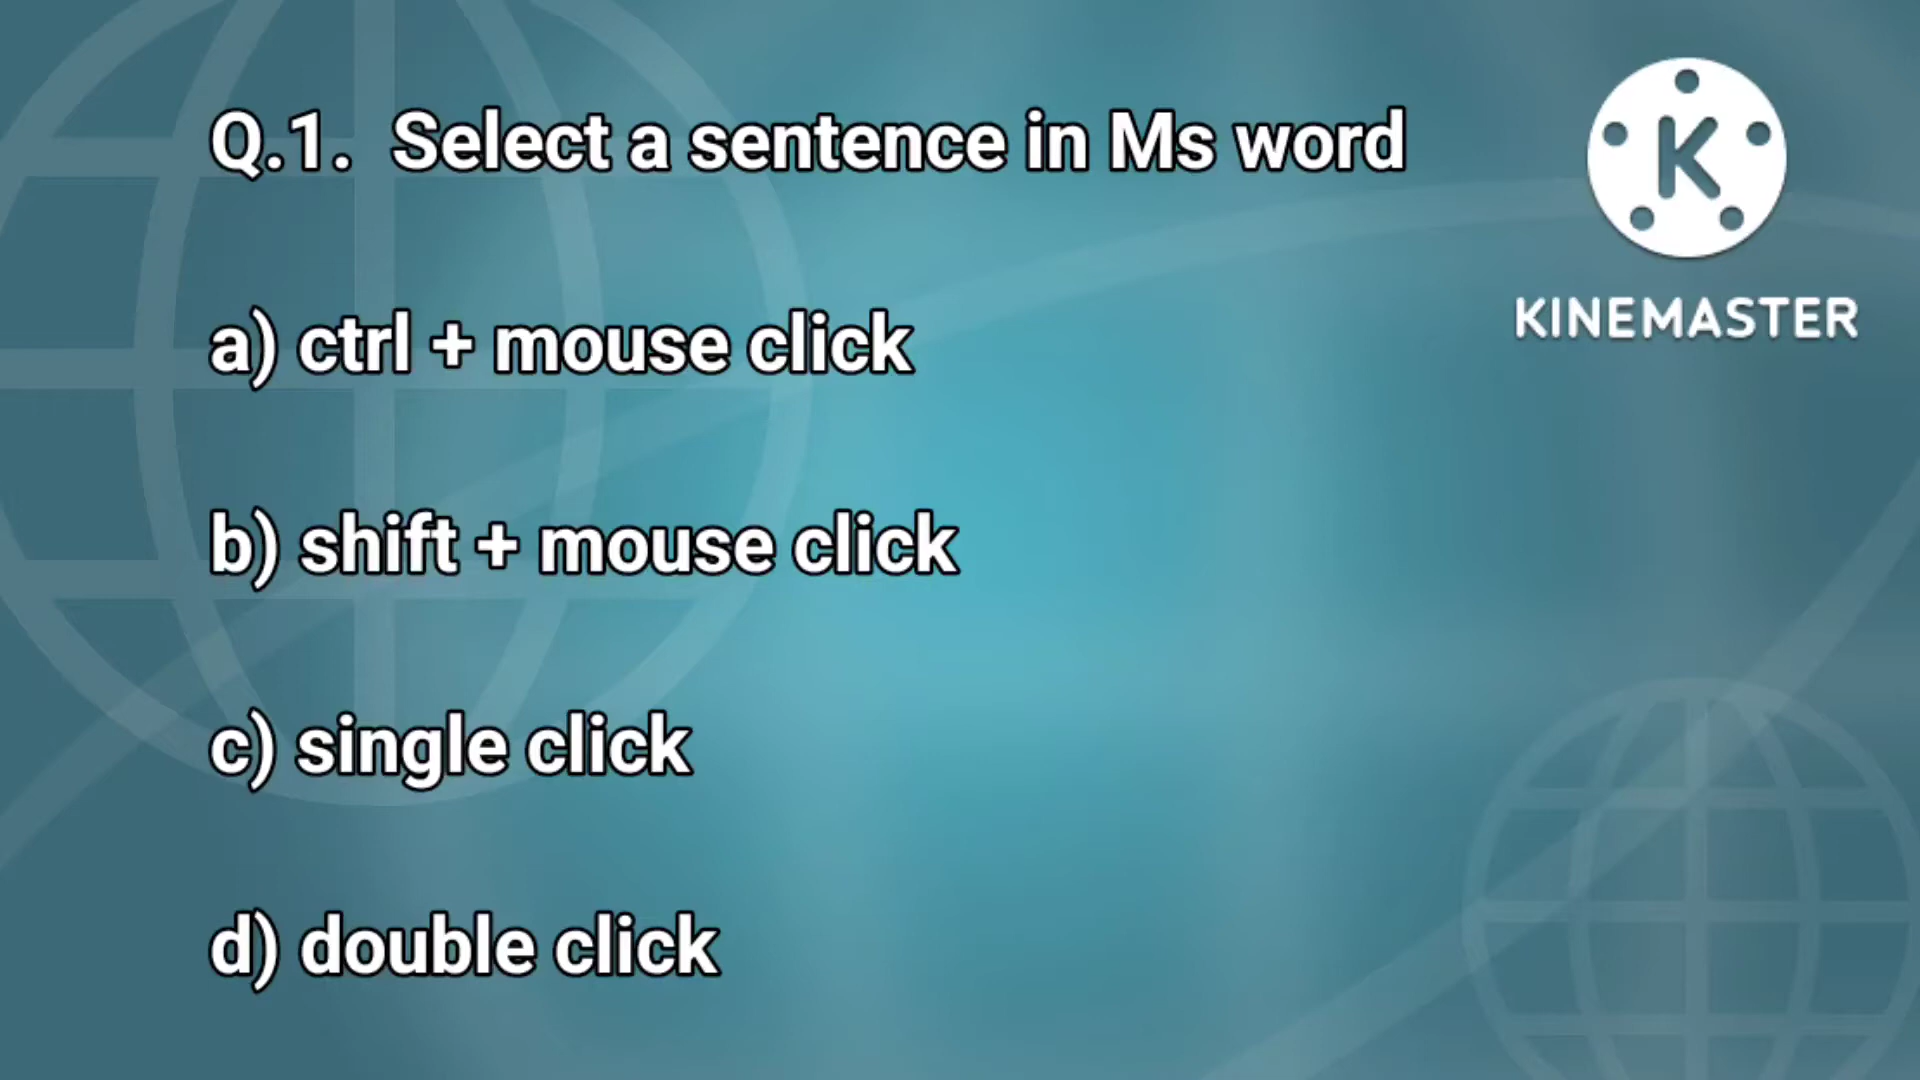 Q.1. Select a sentence in Ms word
K
KINEMASTER
a) ctrl + mouse click
b) shift + mouse click
c) single click
d) double click